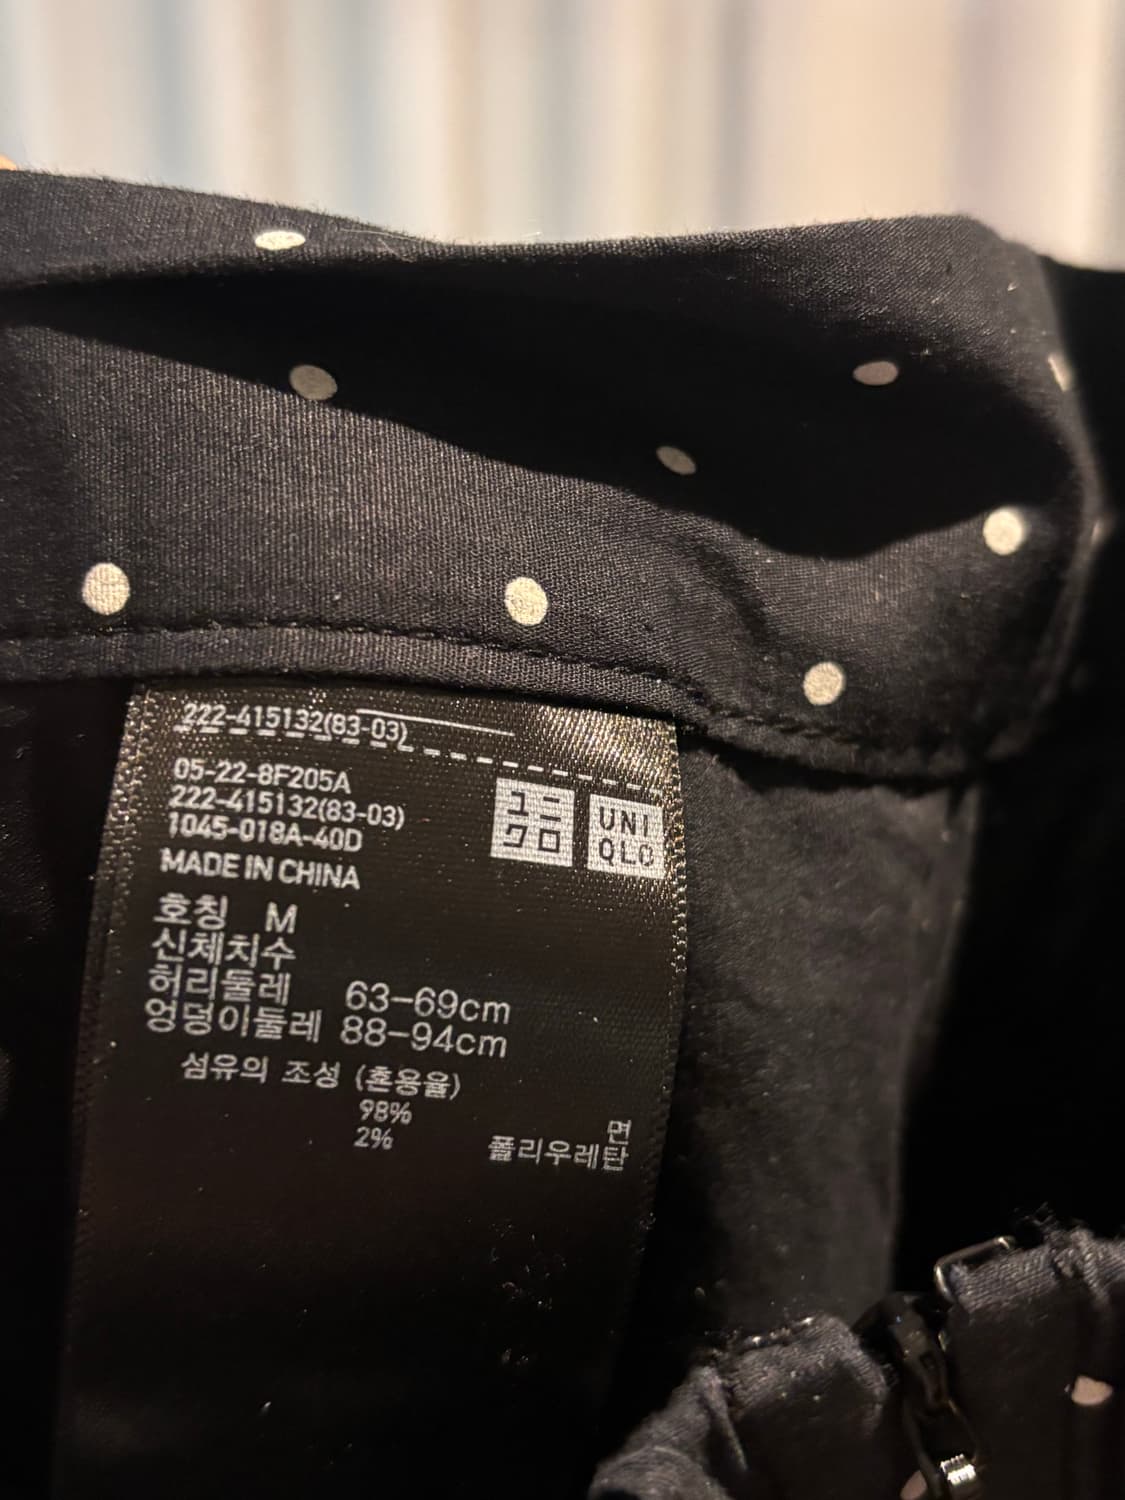 222-415132(83-03)
05-22-8F205A
222-415132(83-03)
1045-018A-40D
MADE IN CHINA
ユニ
クロ
UNI
QLO
호칭 M
신체치수
허리둘레 63-69cm
엉덩이둘레 88-94cm
섬유의 조성 (혼용율)
98% 면
2% 폴리우레탄